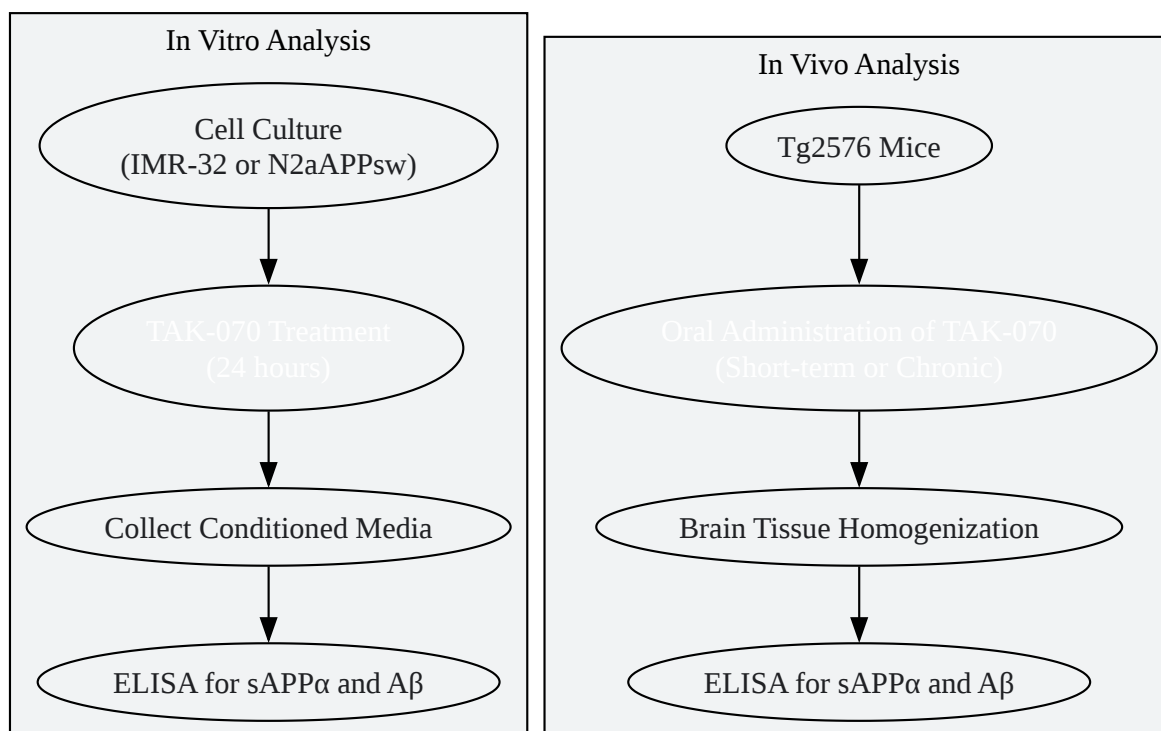 In Vitro Analysis
Cell Culture
(IMR-32 or N2aAPPsw)
TAK-070 Treatment
(24 hours)
Collect Conditioned Media
ELISA for sAPPα and Aβ
In Vivo Analysis
Tg2576 Mice
Oral Administration of TAK-070
(Short-term or Chronic)
Brain Tissue Homogenization
ELISA for sAPPα and Aβ